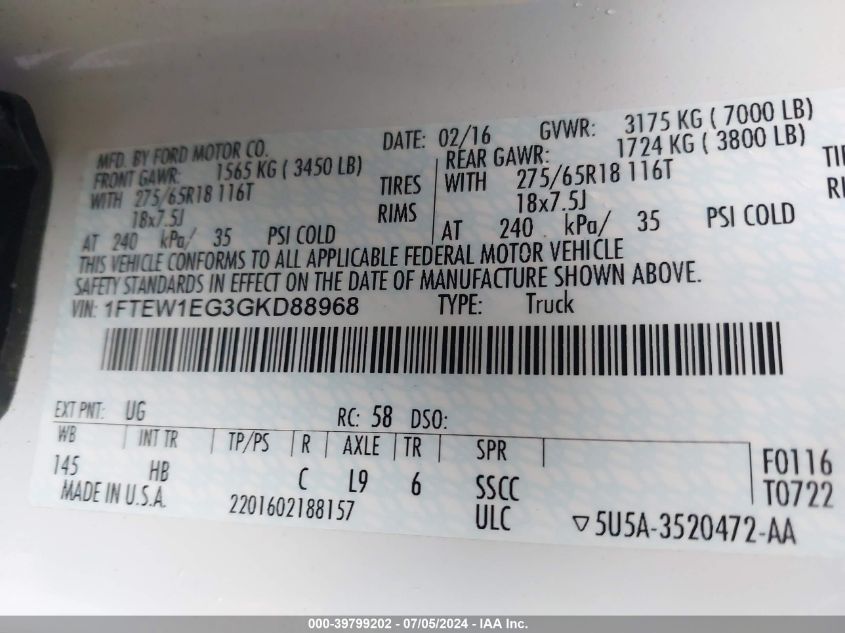 MFD. BY FORD MOTOR CO. DATE: 02/16 GVWR: 3175 KG ( 7000 LB)
FRONT GAWR: 1565 KG ( 3450 LB) REAR GAWR: 1724 KG ( 3800 LB)
WITH 275/65R18 116T TIRES WITH 275/65R18 116T
18x7.5J RIMS 18x7.5J
AT 240 kPa/ 35 PSI COLD AT 240 kPa/ 35 PSI COLD
THIS VEHICLE CONFORMS TO ALL APPLICABLE FEDERAL MOTOR VEHICLE
SAFETY STANDARDS IN EFFECT ON THE DATE OF MANUFACTURE SHOWN ABOVE.
VIN: 1FTEW1EG3GKD88968 TYPE: Truck
EXT PNT: UG RC: 58 DSO:
WB INT TR TP/PS R AXLE TR SPR
145 HB C L9 6 SSCC F0116
MADE IN U.S.A. 2201602188157 ULC T0722
▽5U5A-3520472-AA
000-39799202 - 07/05/2024 - IAA Inc.